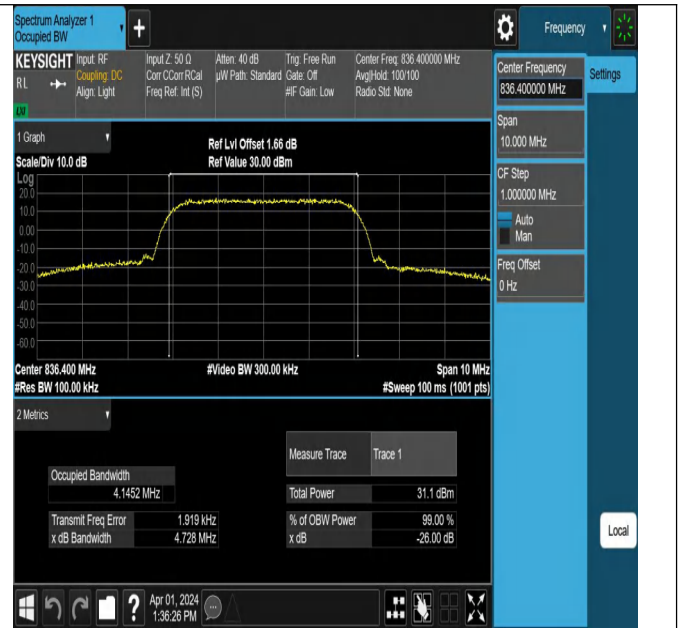 Spectrum Analyzer 1
Occupied BW
Frequency
KEYSIGHT
RL
Input: RF
Coupling: DC
Align: Light
Input Z: 50 Ω
Corr CCorr RCal
Freq Ref: Int (S)
Atten: 40 dB
µW Path: Standard
Trig: Free Run
Gate: Off
#IF Gain: Low
Center Freq: 836.400000 MHz
Avg|Hold: 100/100
Radio Std: None
Center Frequency
836.400000 MHz
Settings
Span
10.000 MHz
CF Step
1.000000 MHz
Auto
Man
Freq Offset
0 Hz
Local
1 Graph
Scale/Div 10.0 dB
Ref Lvl Offset 1.66 dB
Ref Value 30.00 dBm
Log
20.0
10.0
0.00
-10.0
-20.0
-30.0
-40.0
-50.0
-60.0
Center 836.400 MHz
#Video BW 300.00 kHz
Span 10 MHz
#Res BW 100.00 kHz
#Sweep 100 ms (1001 pts)
2 Metrics
Measure Trace
Trace 1
Occupied Bandwidth
4.1452 MHz
Total Power
31.1 dBm
Transmit Freq Error
1.919 kHz
% of OBW Power
99.00 %
x dB Bandwidth
4.728 MHz
x dB
-26.00 dB
?
Apr 01, 2024
1:36:26 PM